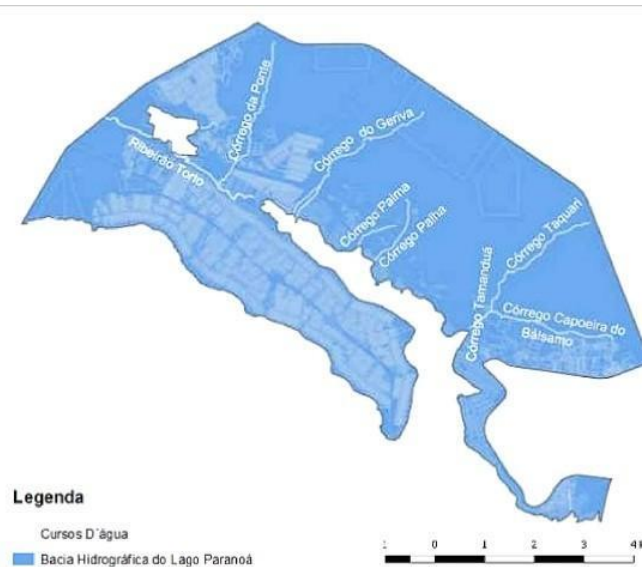 Córrego da Ponte
Córrego do Geriva
Ribeirão Torto
Córrego Palma
Córrego Palha
Córrego Taquari
Córrego Tamanduá
Córrego Capoeira do
Bálsamo
Legenda
Cursos D`água
Bacia Hidrográfica do Lago Paranoá
1 0 1 2 3 4 k